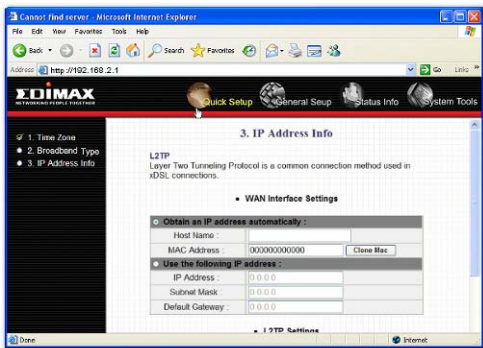 Cannot find server - Microsoft Internet Explorer
File Edit View Favorites Tools Help
Back Search Favorites
Address http://192.168.2.1 Go Links »
EDIMAX
NETWORKING PEOPLE TOGETHER
Quick Setup General Seup Status Info System Tools
1. Time Zone
2. Broadband Type
3. IP Address Info
3. IP Address Info
L2TP
Layer Two Tunneling Protocol is a common connection method used in
xDSL connections.
• WAN Interface Settings
Obtain an IP address automatically :
Host Name :
MAC Address : 000000000000 Clone Mac
Use the following IP address :
IP Address : 0.0.0.0
Subnet Mask : 0.0.0.0
Default Gateway : 0.0.0.0
• L2TP Settings
Done Internet